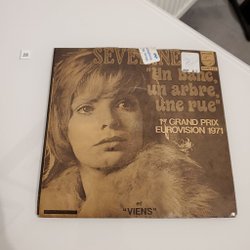 SEVERINE
"un banc,
un arbre,
une rue"
1er GRAND PRIX
EUROVISION 1971
et
"VIENS"